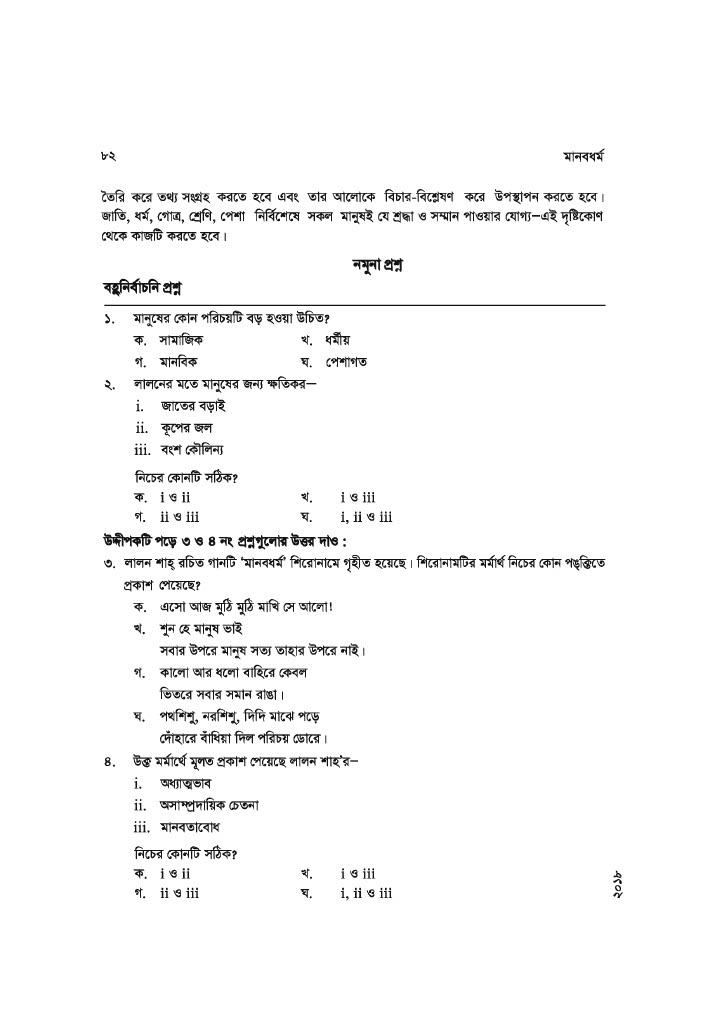 ৮২ মানবধর্ম
তৈরি করে তথ্য সংগ্রহ করতে হবে এবং তার আলোকে বিচার-বিশ্লেষণ করে উপস্থাপন করতে হবে।
জাতি, ধর্ম, গোত্র, শ্রেণি, পেশা নির্বিশেষে সকল মানুষই যে শ্রদ্ধা ও সম্মান পাওয়ার যোগ্য–এই দৃষ্টিকোণ
থেকে কাজটি করতে হবে।
নমুনা প্রশ্ন
বহুনির্বাচনি প্রশ্ন
১. মানুষের কোন পরিচয়টি বড় হওয়া উচিত?
ক. সামাজিক খ. ধর্মীয়
গ. মানবিক ঘ. পেশাগত
২. লালনের মতে মানুষের জন্য ক্ষতিকর–
i. জাতের বড়াই
ii. কূপের জল
iii. বংশ কৌলিন্য
নিচের কোনটি সঠিক?
ক. i ও ii খ. i ও iii
গ. ii ও iii ঘ. i, ii ও iii
উদ্দীপকটি পড়ে ৩ ও ৪ নং প্রশ্নগুলোর উত্তর দাও :
৩. লালন শাহ্ রচিত গানটি ‘মানবধর্ম’ শিরোনামে গৃহীত হয়েছে। শিরোনামটির মর্মার্থ নিচের কোন পঙ্ক্তিতে
প্রকাশ পেয়েছে?
ক. এসো আজ মুঠি মুঠি মাখি সে আলো!
খ. শুন হে মানুষ ভাই
সবার উপরে মানুষ সত্য তাহার উপরে নাই।
গ. কালো আর ধলো বাহিরে কেবল
ভিতরে সবার সমান রাঙা।
ঘ. পথশিশু, নরশিশু, দিদি মাঝে পড়ে
দোঁহারে বাঁধিয়া দিল পরিচয় ডোরে।
৪. উক্ত মর্মার্থে মূলত প্রকাশ পেয়েছে লালন শাহ’র–
i. অধ্যাত্মভাব
ii. অসাম্প্রদায়িক চেতনা
iii. মানবতাবোধ
নিচের কোনটি সঠিক?
ক. i ও ii খ. i ও iii
গ. ii ও iii ঘ. i, ii ও iii
২০১৮